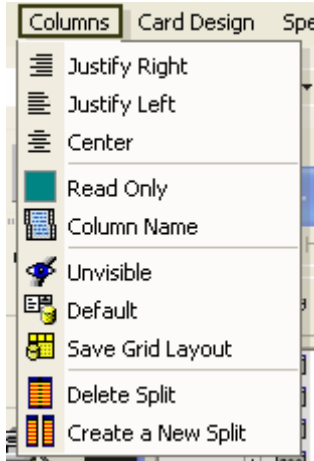 Columns Card Design Spe
Justify Right
Justify Left
Center
Read Only
Column Name
Unvisible
Default
Save Grid Layout
Delete Split
Create a New Split